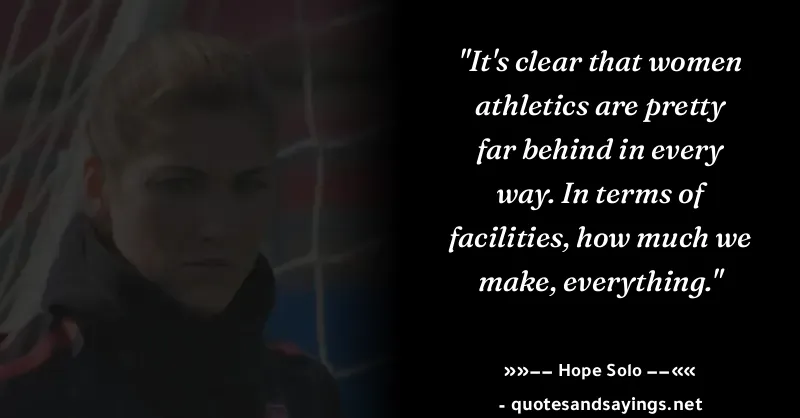 "It's clear that women
athletics are pretty
far behind in every
way. In terms of
facilities, how much we
make, everything."
»»–– Hope Solo ––««
- quotesandsayings.net